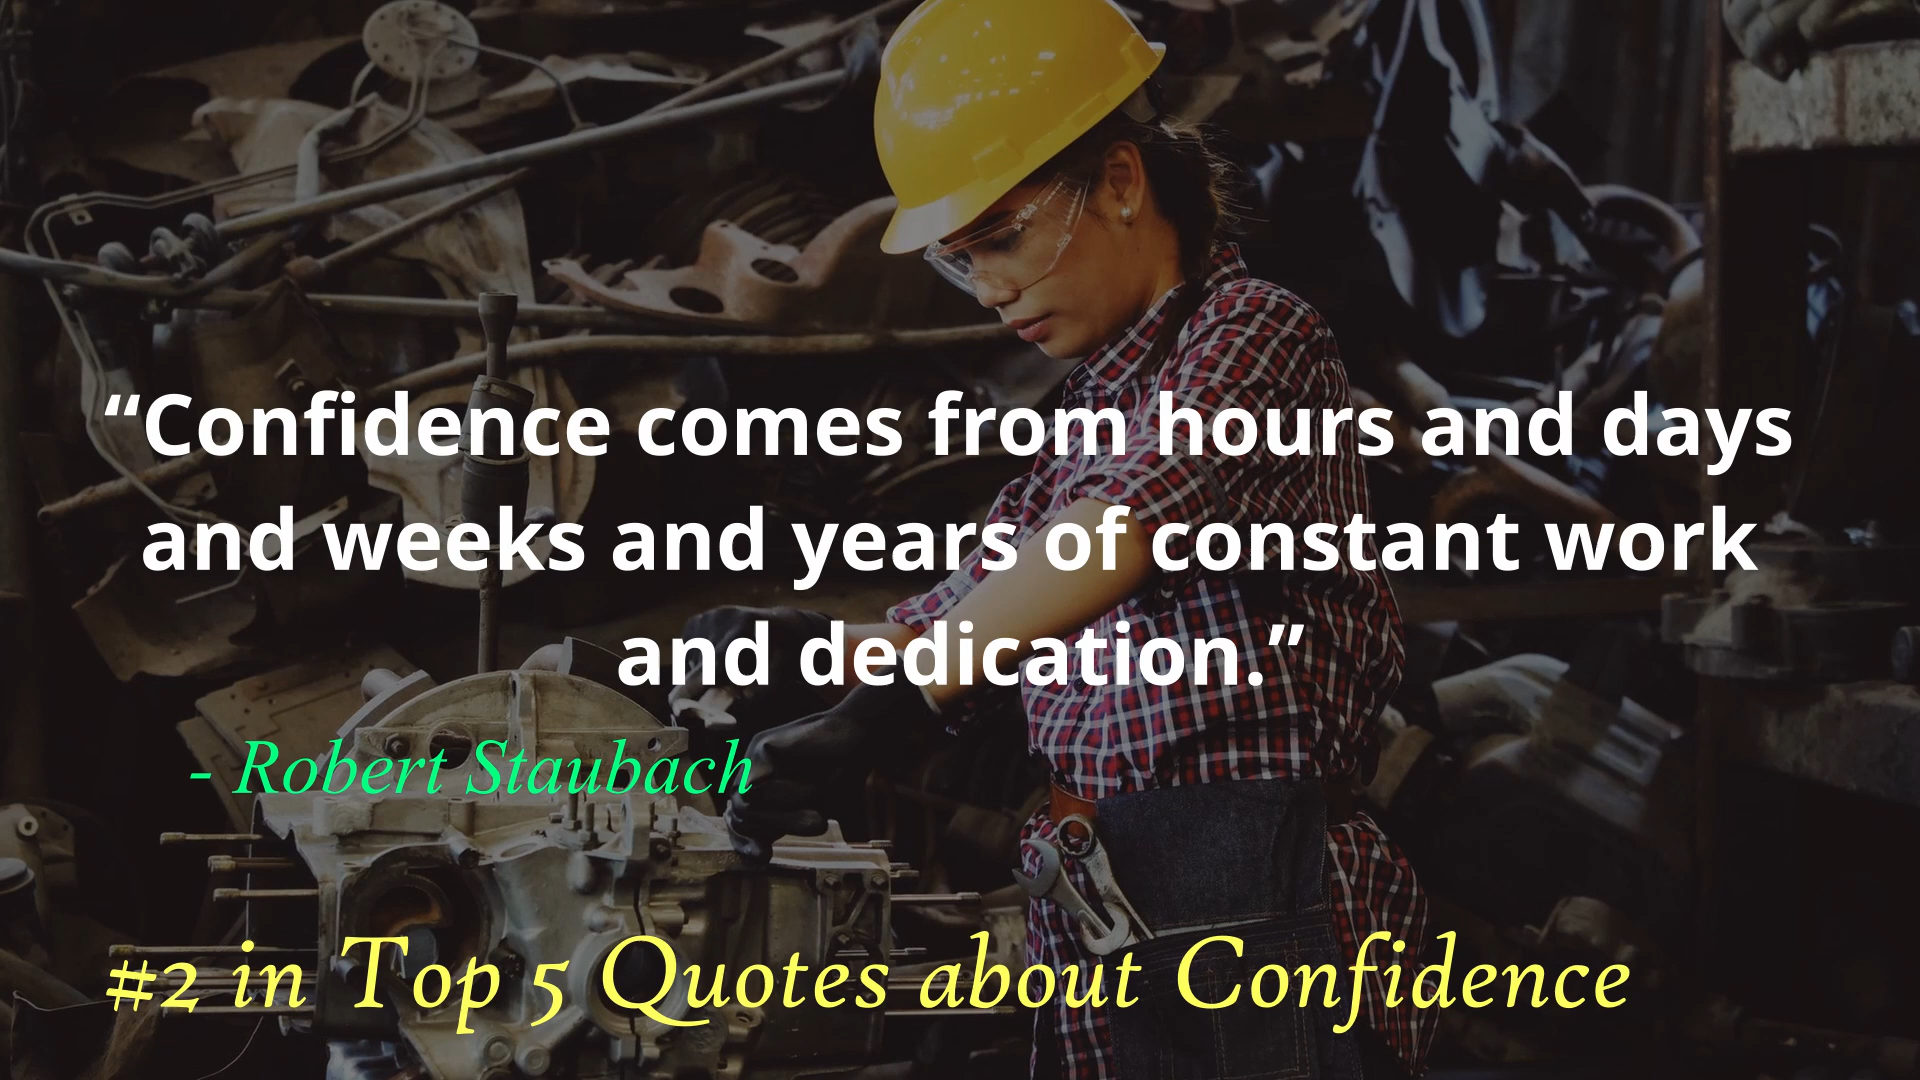 “Confidence comes from hours and days
and weeks and years of constant work
and dedication.”
- Robert Staubach
#2 in Top 5 Quotes about Confidence